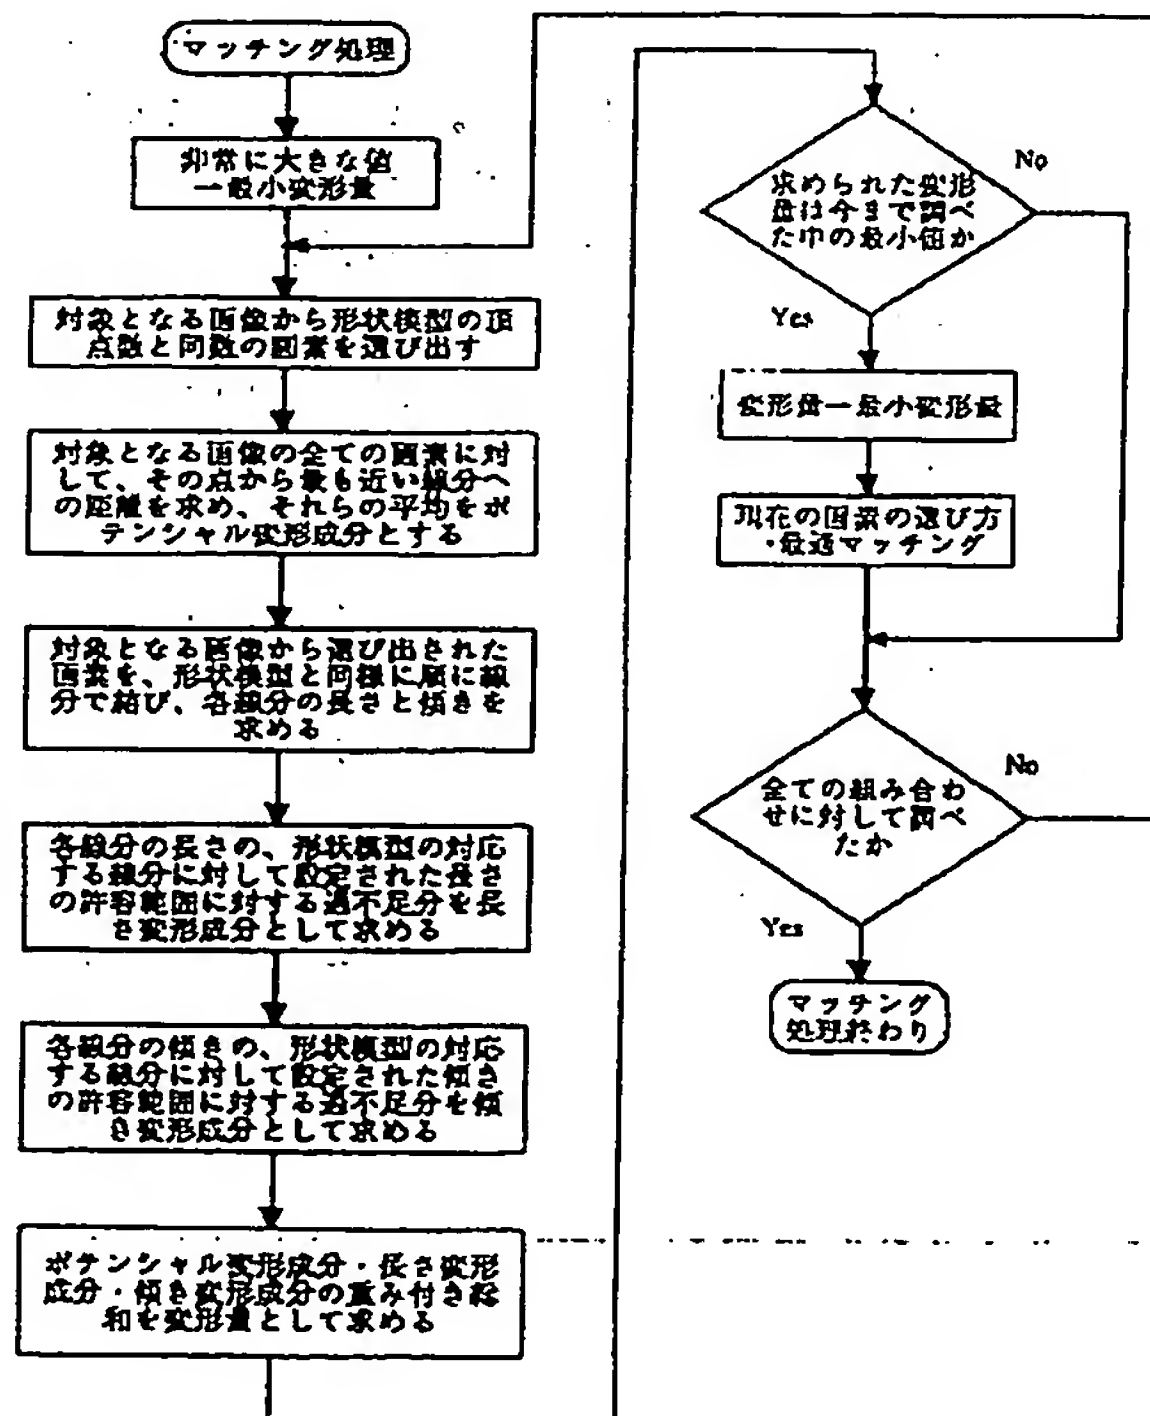 マッチング処理
非常に大きな値
→最小変形量
対象となる画像から形状模型の頂
点数と同数の画素を選び出す
対象となる画像の全ての画素に対
して、その点から最も近い線分へ
の距離を求め、それらの平均をポ
テンシャル変形成分とする
対象となる画像から選び出された
画素を、形状模型と同様に順に線
分で結び、各線分の長さと傾きを
求める
各線分の長さの、形状模型の対応
する線分に対して設定された長さ
の許容範囲に対する過不足分を長
さ変形成分として求める
各線分の傾きの、形状模型の対応
する線分に対して設定された傾き
の許容範囲に対する過不足分を傾
き変形成分として求める
ポテンシャル変形成分・長さ変形
成分・傾き変形成分の重み付き総
和を変形量として求める
求められた変形
量は今まで調べ
た中の最小値か
No
Yes
変形量→最小変形量
現在の画素の選び方
→最適マッチング
全ての組み合わ
せに対して調べ
たか
No
Yes
マッチング
処理終わり